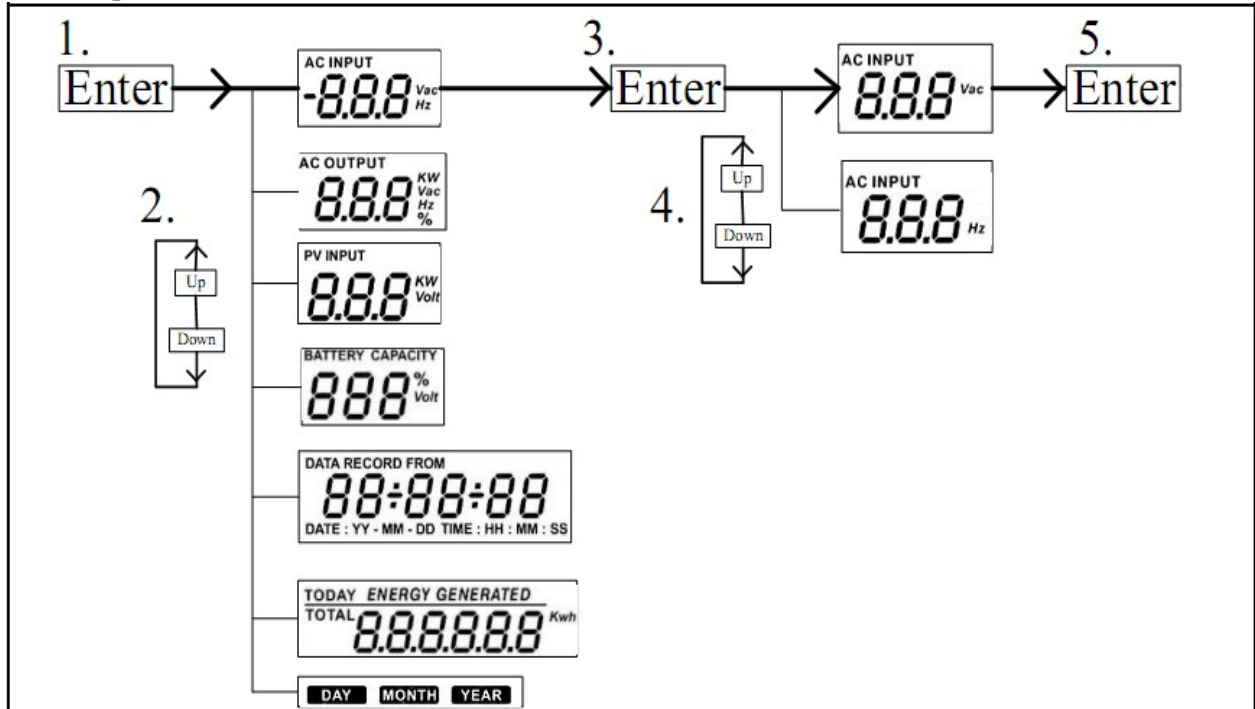 1.
Enter
AC INPUT
-8.8.8 Vac
Hz
3.
Enter
AC INPUT
8.8.8 Vac
5.
Enter
2.
Up
Down
AC OUTPUT
8.8.8 KW
Vac
Hz
%
4.
Up
Down
AC INPUT
8.8.8 Hz
PV INPUT
8.8.8 KW
Volt
BATTERY CAPACITY
888 %
Volt
DATA RECORD FROM
88:88:88
DATE : YY - MM - DD TIME : HH : MM : SS
TODAY ENERGY GENERATED
TOTAL 8.8.8.8.8.8 Kwh
DAY MONTH YEAR